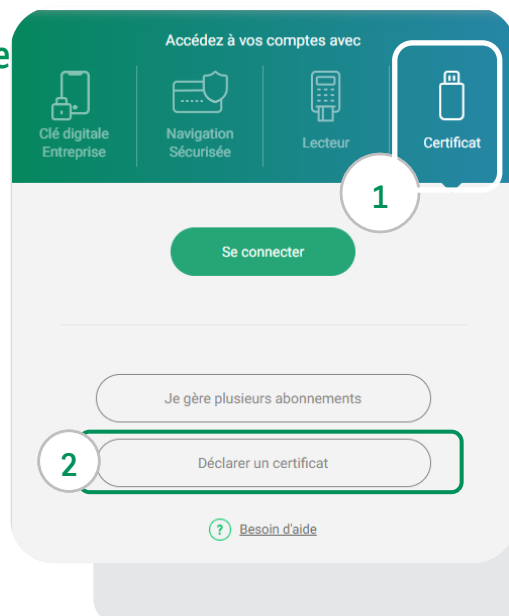 e
Accédez à vos comptes avec
Clé digitale
Entreprise
Navigation
Sécurisée
Lecteur
Certificat
1
Se connecter
Je gère plusieurs abonnements
2
Déclarer un certificat
? Besoin d'aide